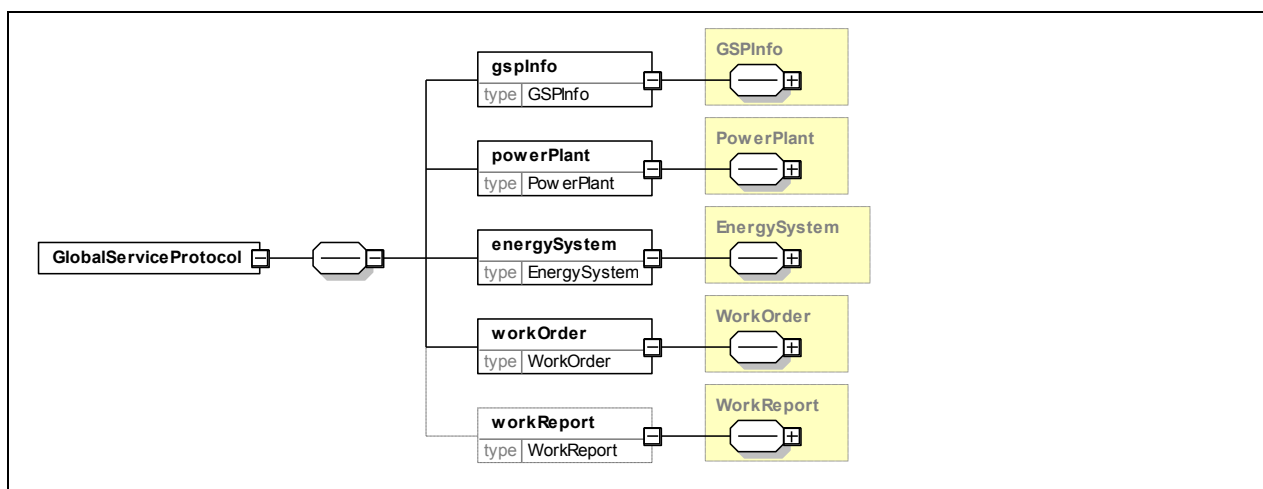 GlobalServiceProtocol
gspInfo
type GSPInfo
GSPInfo
powerPlant
type PowerPlant
PowerPlant
energySystem
type EnergySystem
EnergySystem
workOrder
type WorkOrder
WorkOrder
workReport
type WorkReport
WorkReport